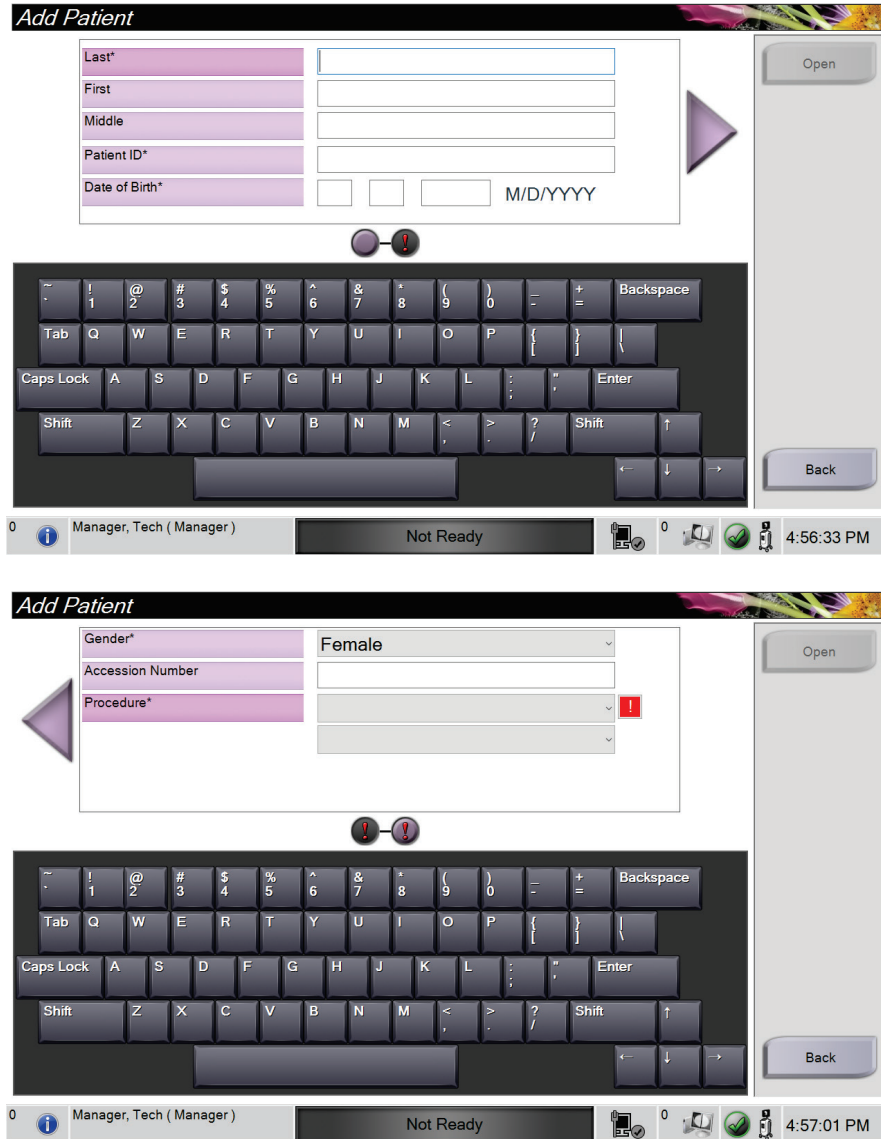 Add Patient
Last*
Open
First
Middle
Patient ID*
Date of Birth* M/D/YYYY
~ ! @ # $ % ^ & * ( ) _ + Backspace
` 1 2 3 4 5 6 7 8 9 0 - =
Tab Q W E R T Y U I O P { } |
[ ] \
Caps Lock A S D F G H J K L : " Enter
; '
Shift Z X C V B N M < > ? Shift ↑
, . /
← ↓ →
Back
0 Manager, Tech ( Manager ) Not Ready 0 4:56:33 PM
Add Patient
Gender* Female
Open
Accession Number
Procedure* !
~ ! @ # $ % ^ & * ( ) _ + Backspace
` 1 2 3 4 5 6 7 8 9 0 - =
Tab Q W E R T Y U I O P { } |
[ ] \
Caps Lock A S D F G H J K L : " Enter
; '
Shift Z X C V B N M < > ? Shift ↑
, . /
← ↓ →
Back
0 Manager, Tech ( Manager ) Not Ready 0 4:57:01 PM